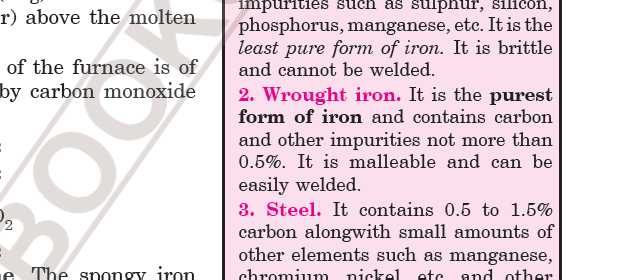 r) above the molten
of the furnace is of
by carbon monoxide
O2
The spongy iron
impurities such as sulphur, silicon,
phosphorus, manganese, etc. It is the
least pure form of iron. It is brittle
and cannot be welded.
2. Wrought iron. It is the purest
form of iron and contains carbon
and other impurities not more than
0.5%. It is malleable and can be
easily welded.
3. Steel. It contains 0.5 to 1.5%
carbon alongwith small amounts of
other elements such as manganese,
chromium, nickel, etc. and other
BOOK